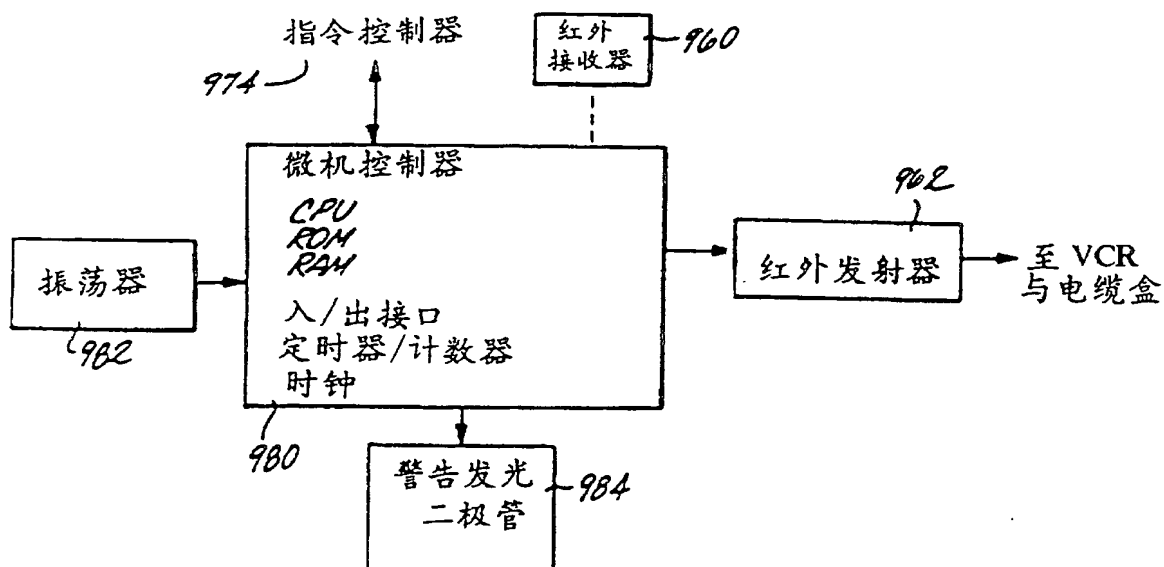 指令控制器
974
红外
接收器
960
微机控制器
CPU
ROM
RAM
入/出接口
定时器/计数器
时钟
980
振荡器
982
962
红外发射器
至 VCR
与电缆盒
警告发光
二极管
984